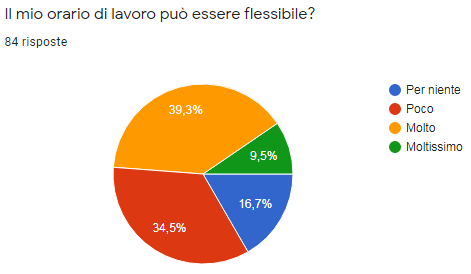 Il mio orario di lavoro può essere flessibile?
84 risposte
Per niente
Poco
Molto
Moltissimo
39,3%
9,5%
16,7%
34,5%